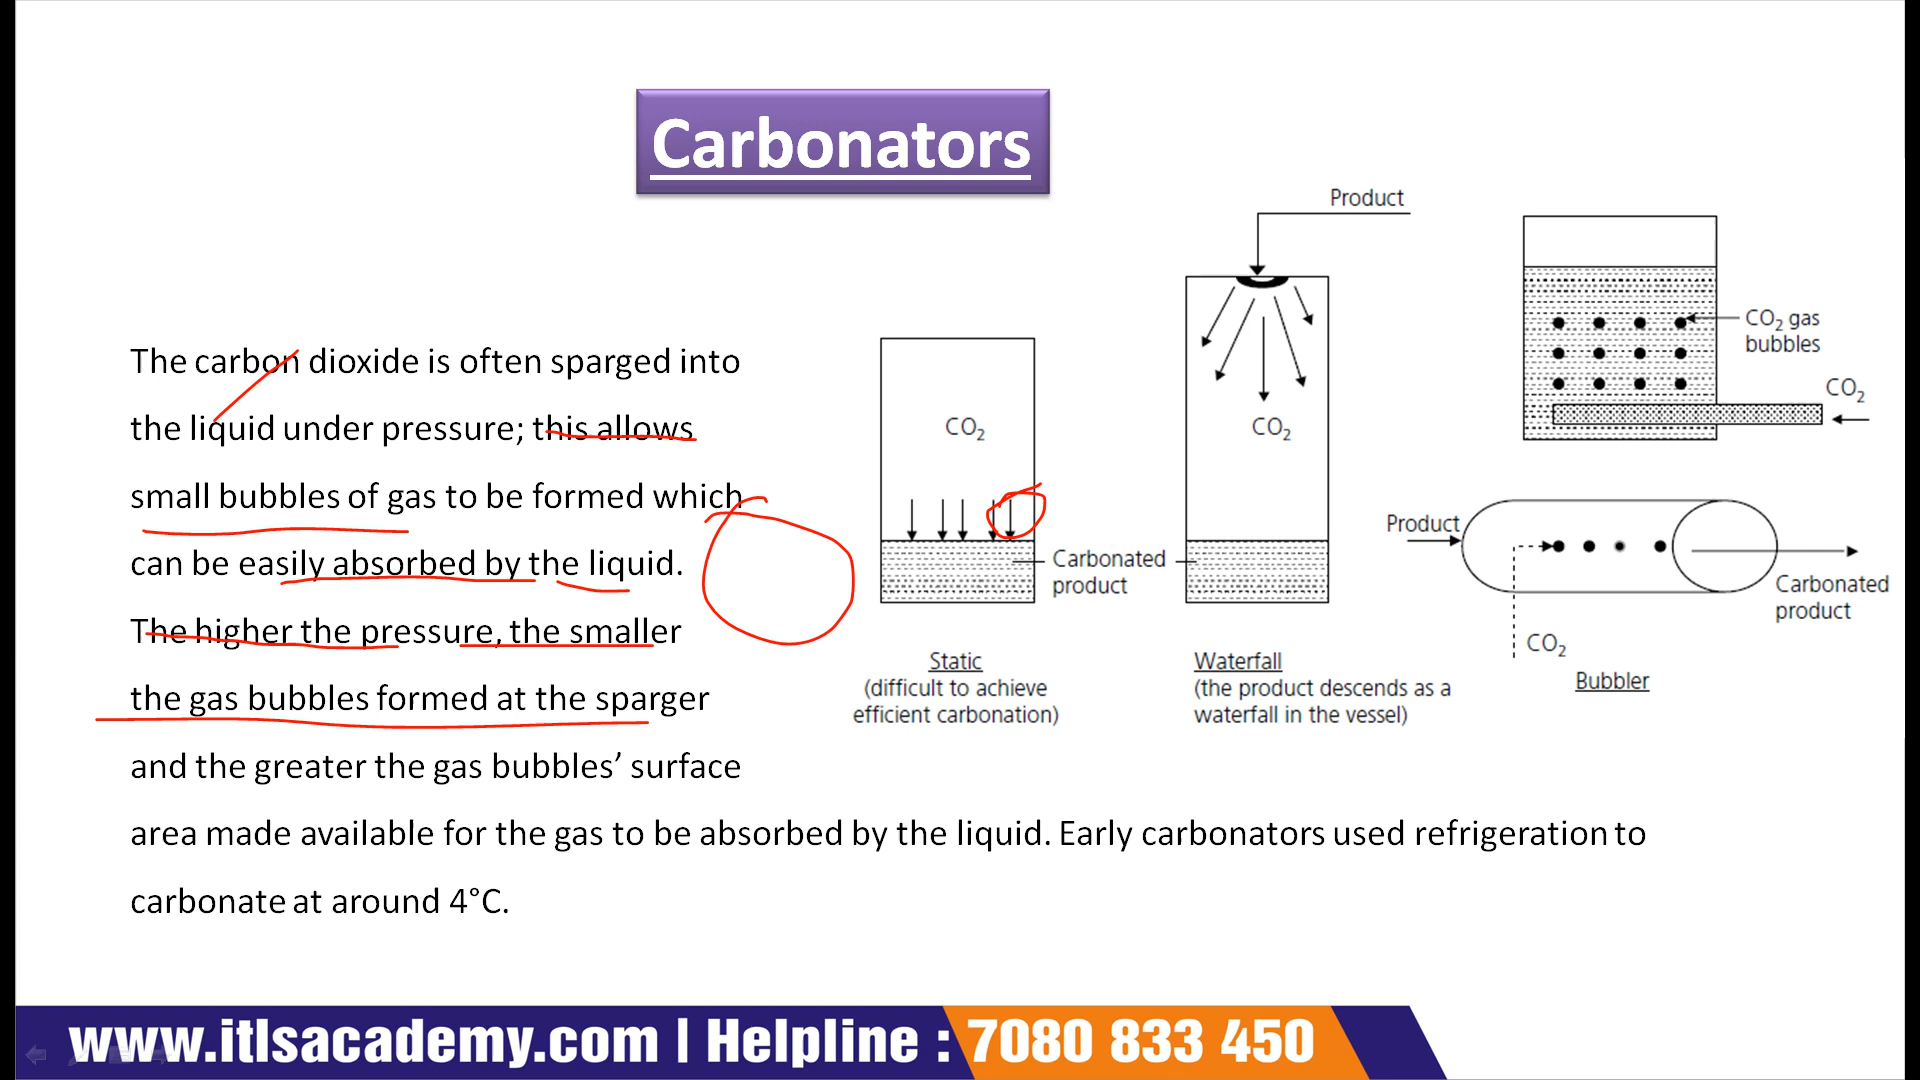 Carbonators
The carbon dioxide is often sparged into
the liquid under pressure; this allows
small bubbles of gas to be formed which
can be easily absorbed by the liquid.
The higher the pressure, the smaller
the gas bubbles formed at the sparger
and the greater the gas bubbles’ surface
area made available for the gas to be absorbed by the liquid. Early carbonators used refrigeration to
carbonate at around 4°C.
CO₂
Carbonated
product
Static
(difficult to achieve
efficient carbonation)
Product
CO₂
Waterfall
(the product descends as a
waterfall in the vessel)
CO₂ gas
bubbles
CO₂
Product
Carbonated
product
CO₂
Bubbler
www.itlsacademy.com | Helpline : 7080 833 450